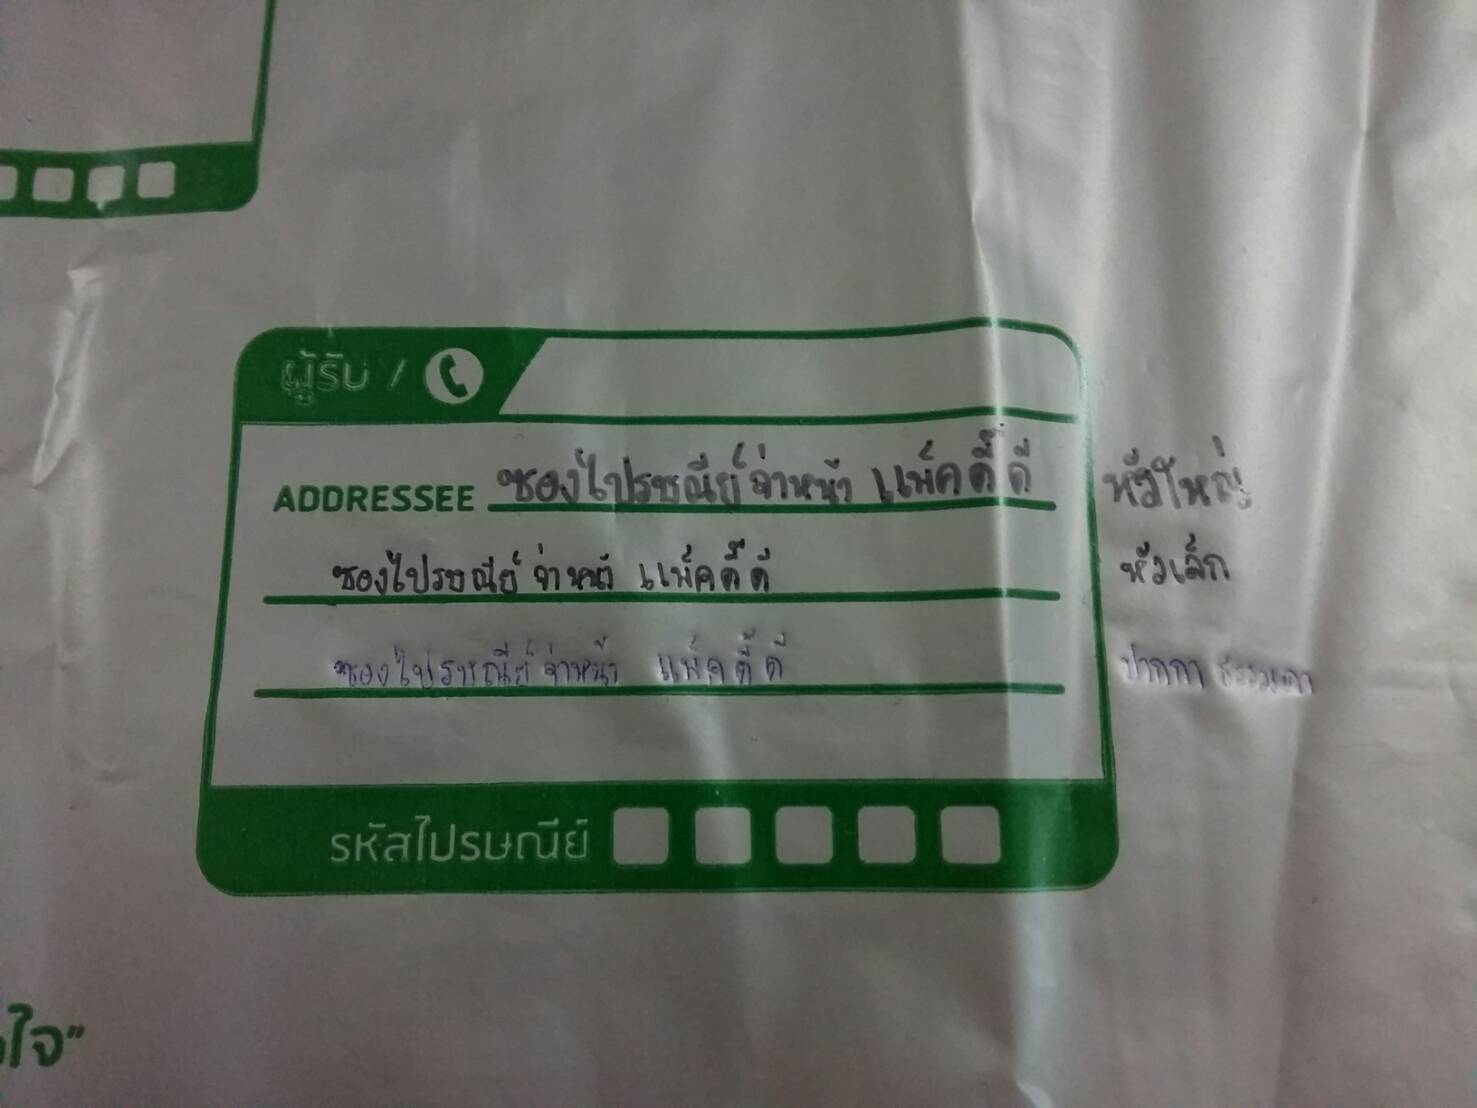 ผู้รับ /
ADDRESSEE ซองไปรษณีย์จ่าหน้า แพ็คดี๊ดี หัวใหญ่
ซองไปรษณีย์จ่าหน้า แพ็คดี๊ดี หัวเล็ก
ซองไปรษณีย์จ่าหน้า แพ็คดี๊ดี ปากกา ธรรมดา
รหัสไปรษณีย์
ใจ"